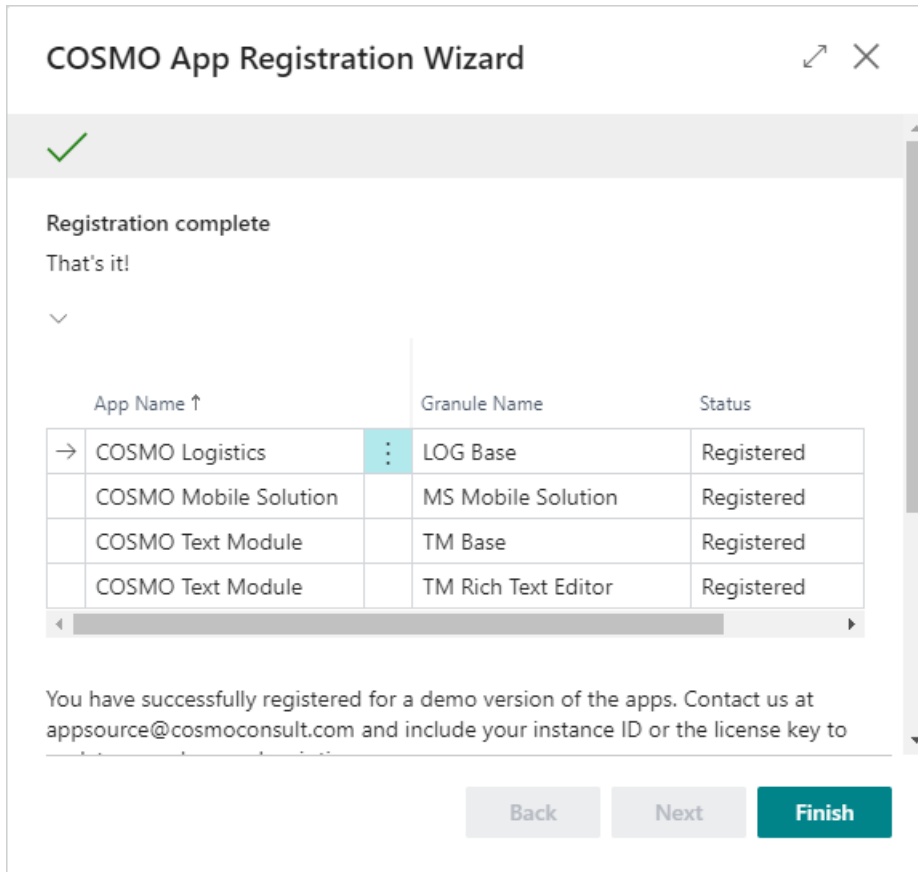 COSMO App Registration Wizard
Registration complete
That's it!
App Name ↑ Granule Name Status
COSMO Logistics LOG Base Registered
COSMO Mobile Solution MS Mobile Solution Registered
COSMO Text Module TM Base Registered
COSMO Text Module TM Rich Text Editor Registered
You have successfully registered for a demo version of the apps. Contact us at
appsource@cosmoconsult.com and include your instance ID or the license key to
Back Next Finish